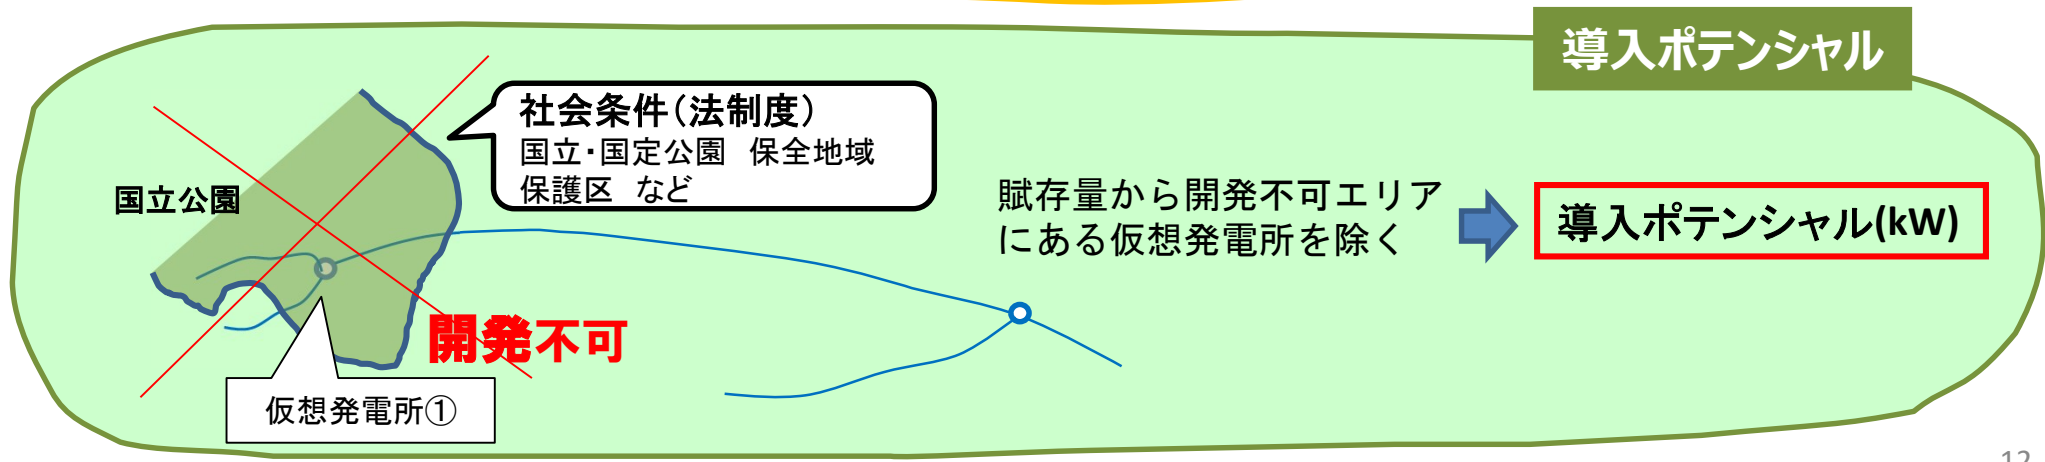 導入ポテンシャル
社会条件（法制度）
国立・国定公園　保全地域
保護区　など
国立公園
賦存量から開発不可エリア
にある仮想発電所を除く
導入ポテンシャル(kW)
開発不可
仮想発電所①
12